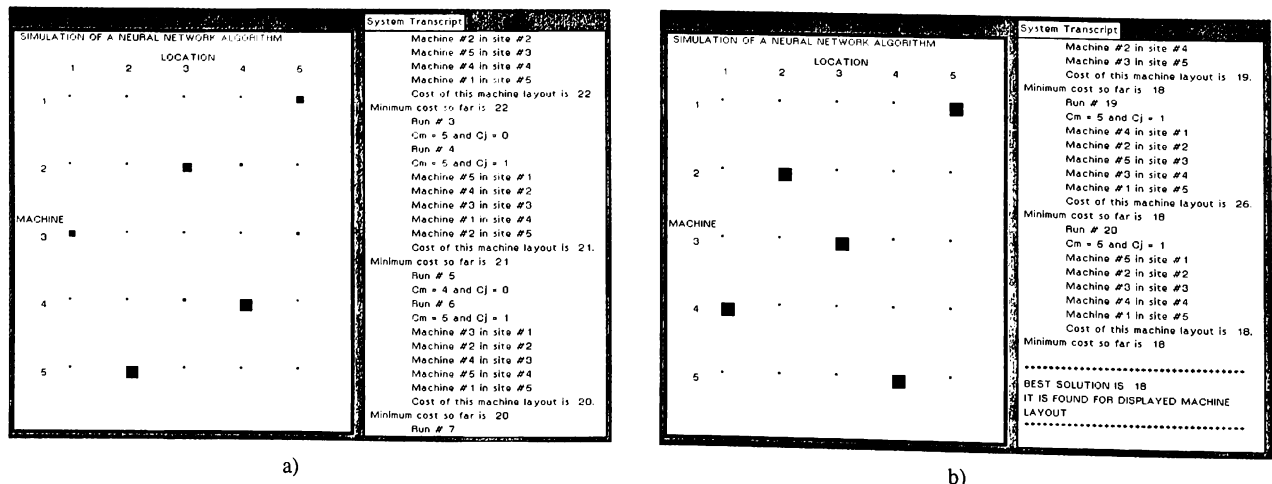 System Transcript
SIMULATION OF A NEURAL NETWORK ALGORITHM
LOCATION
1 2 3 4 5
1
2
MACHINE
3
4
5
Machine #2 in site #2
Machine #5 in site #3
Machine #4 in site #4
Machine #1 in site #5
Cost of this machine layout is 22
Minimum cost so far is 22
Run # 3
Cm = 5 and Cj = 0
Run # 4
Cm = 5 and Cj = 1
Machine #5 in site #1
Machine #4 in site #2
Machine #3 in site #3
Machine #1 in site #4
Machine #2 in site #5
Cost of this machine layout is 21.
Minimum cost so far is 21
Run # 5
Cm = 4 and Cj = 0
Run # 6
Cm = 5 and Cj = 1
Machine #3 in site #1
Machine #2 in site #2
Machine #4 in site #3
Machine #5 in site #4
Machine #1 in site #5
Cost of this machine layout is 20.
Minimum cost so far is 20
Run # 7
a)
System Transcript
SIMULATION OF A NEURAL NETWORK ALGORITHM
LOCATION
1 2 3 4 5
1
2
MACHINE
3
4
5
Machine #2 in site #4
Machine #3 in site #5
Cost of this machine layout is 19.
Minimum cost so far is 18
Run # 19
Cm = 5 and Cj = 1
Machine #4 in site #1
Machine #2 in site #2
Machine #5 in site #3
Machine #3 in site #4
Machine #1 in site #5
Cost of this machine layout is 26.
Minimum cost so far is 18
Run # 20
Cm = 5 and Cj = 1
Machine #5 in site #1
Machine #2 in site #2
Machine #3 in site #3
Machine #4 in site #4
Machine #1 in site #5
Cost of this machine layout is 18.
Minimum cost so far is 18
BEST SOLUTION IS 18
IT IS FOUND FOR DISPLAYED MACHINE
LAYOUT
b)